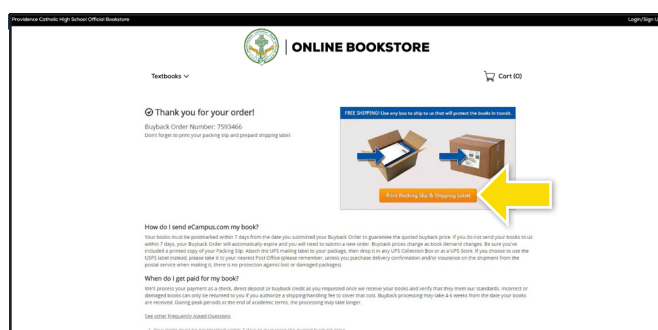 Providence Catholic High School Official Bookstore
Login/Sign U
ONLINE BOOKSTORE
Textbooks
Cart (0)
Thank you for your order!
Buyback Order Number: 7593466
Don't forget to print your packing slip and prepaid shipping label.
FREE SHIPPING! Use any box to ship to us that will protect the books in transit.
Print Packing Slip & Shipping Label
How do I send eCampus.com my book?
Your books must be postmarked within 7 days from the date you submitted your Buyback Order to guarantee the quoted buyback price. If you do not send your books to us
within 7 days, your Buyback Order will automatically expire and you will need to submit a new order. Buyback prices change as book demand changes. Be sure you've
included a printed copy of your Packing Slip. Attach the UPS mailing label to your package, then drop it in any UPS Collection Box or at a UPS Store. If you choose to use the
USPS label instead, please take it to your nearest Post Office (please remember, unless you purchase delivery confirmation and/or insurance on the shipment from the
postal service when mailing it, there is no protection against lost or damaged packages).
When do I get paid for my book?
We'll process your payment as a check, direct deposit or buyback credit as you requested once we receive your books and verify that they meet our standards. Incorrect or
damaged books can only be returned to you if you authorize a shipping/handling fee to cover that cost. Buyback processing may take 4-6 weeks from the date your books
are received. During peak periods at the end of academic terms, the processing may take longer.
See other Frequently Asked Questions